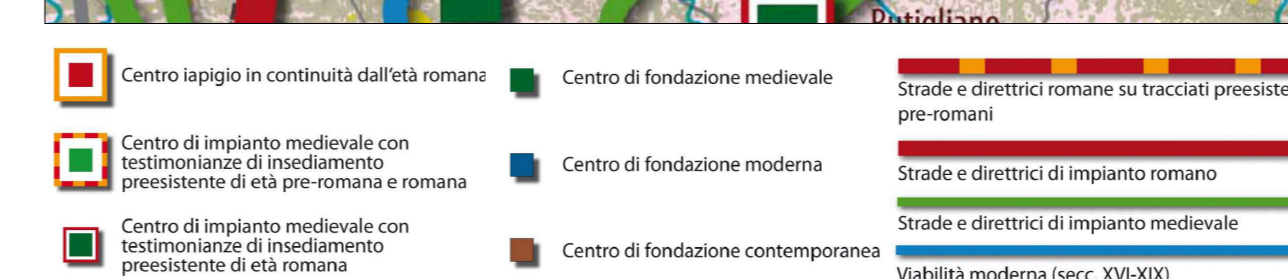 Rutigliano
Centro iapigio in continuità dall'età romana
Centro di impianto medievale con
testimonianze di insediamento
preesistente di età pre-romana e romana
Centro di impianto medievale con
testimonianze di insediamento
preesistente di età romana
Centro di fondazione medievale
Centro di fondazione moderna
Centro di fondazione contemporanea
Strade e direttrici romane su tracciati preesiste
pre-romani
Strade e direttrici di impianto romano
Strade e direttrici di impianto medievale
Viabilità moderna (secc. XVI-XIX)